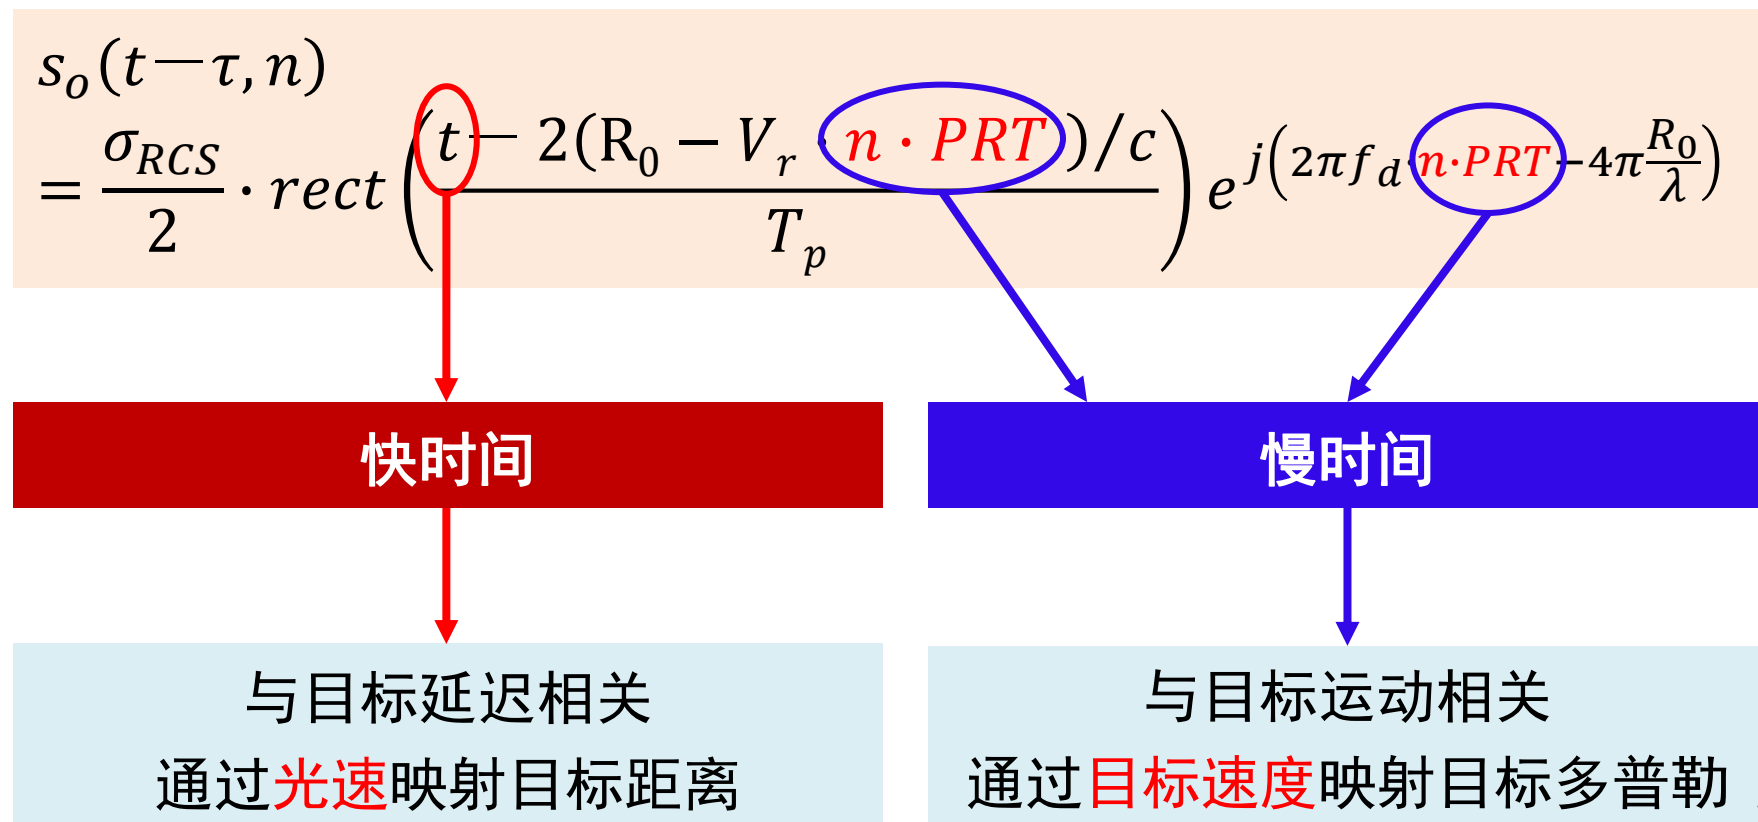 s_o(t—τ,n)
= σ_RCS/2 · rect((t — 2(R_0 − V_r · n · PRT))/c)/T_p) e^{j(2πf_d·n·PRT−4πR_0/λ)}
快时间
慢时间
与目标延迟相关
通过光速映射目标距离
与目标运动相关
通过目标速度映射目标多普勒